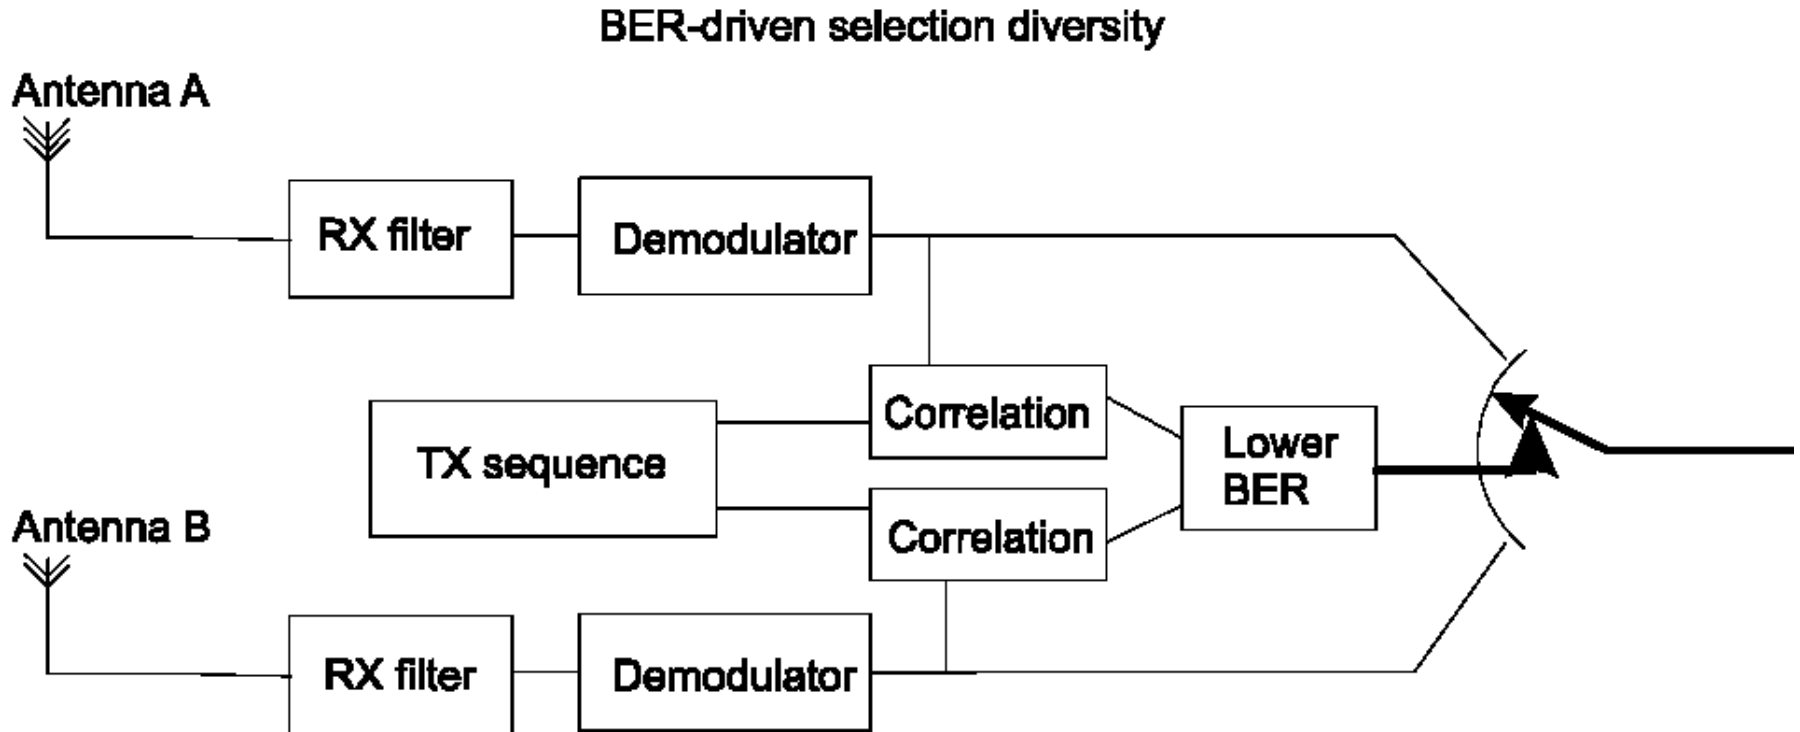 BER-driven selection diversity
Antenna A
RX filter
Demodulator
Correlation
TX sequence
Lower
BER
Correlation
Antenna B
RX filter
Demodulator